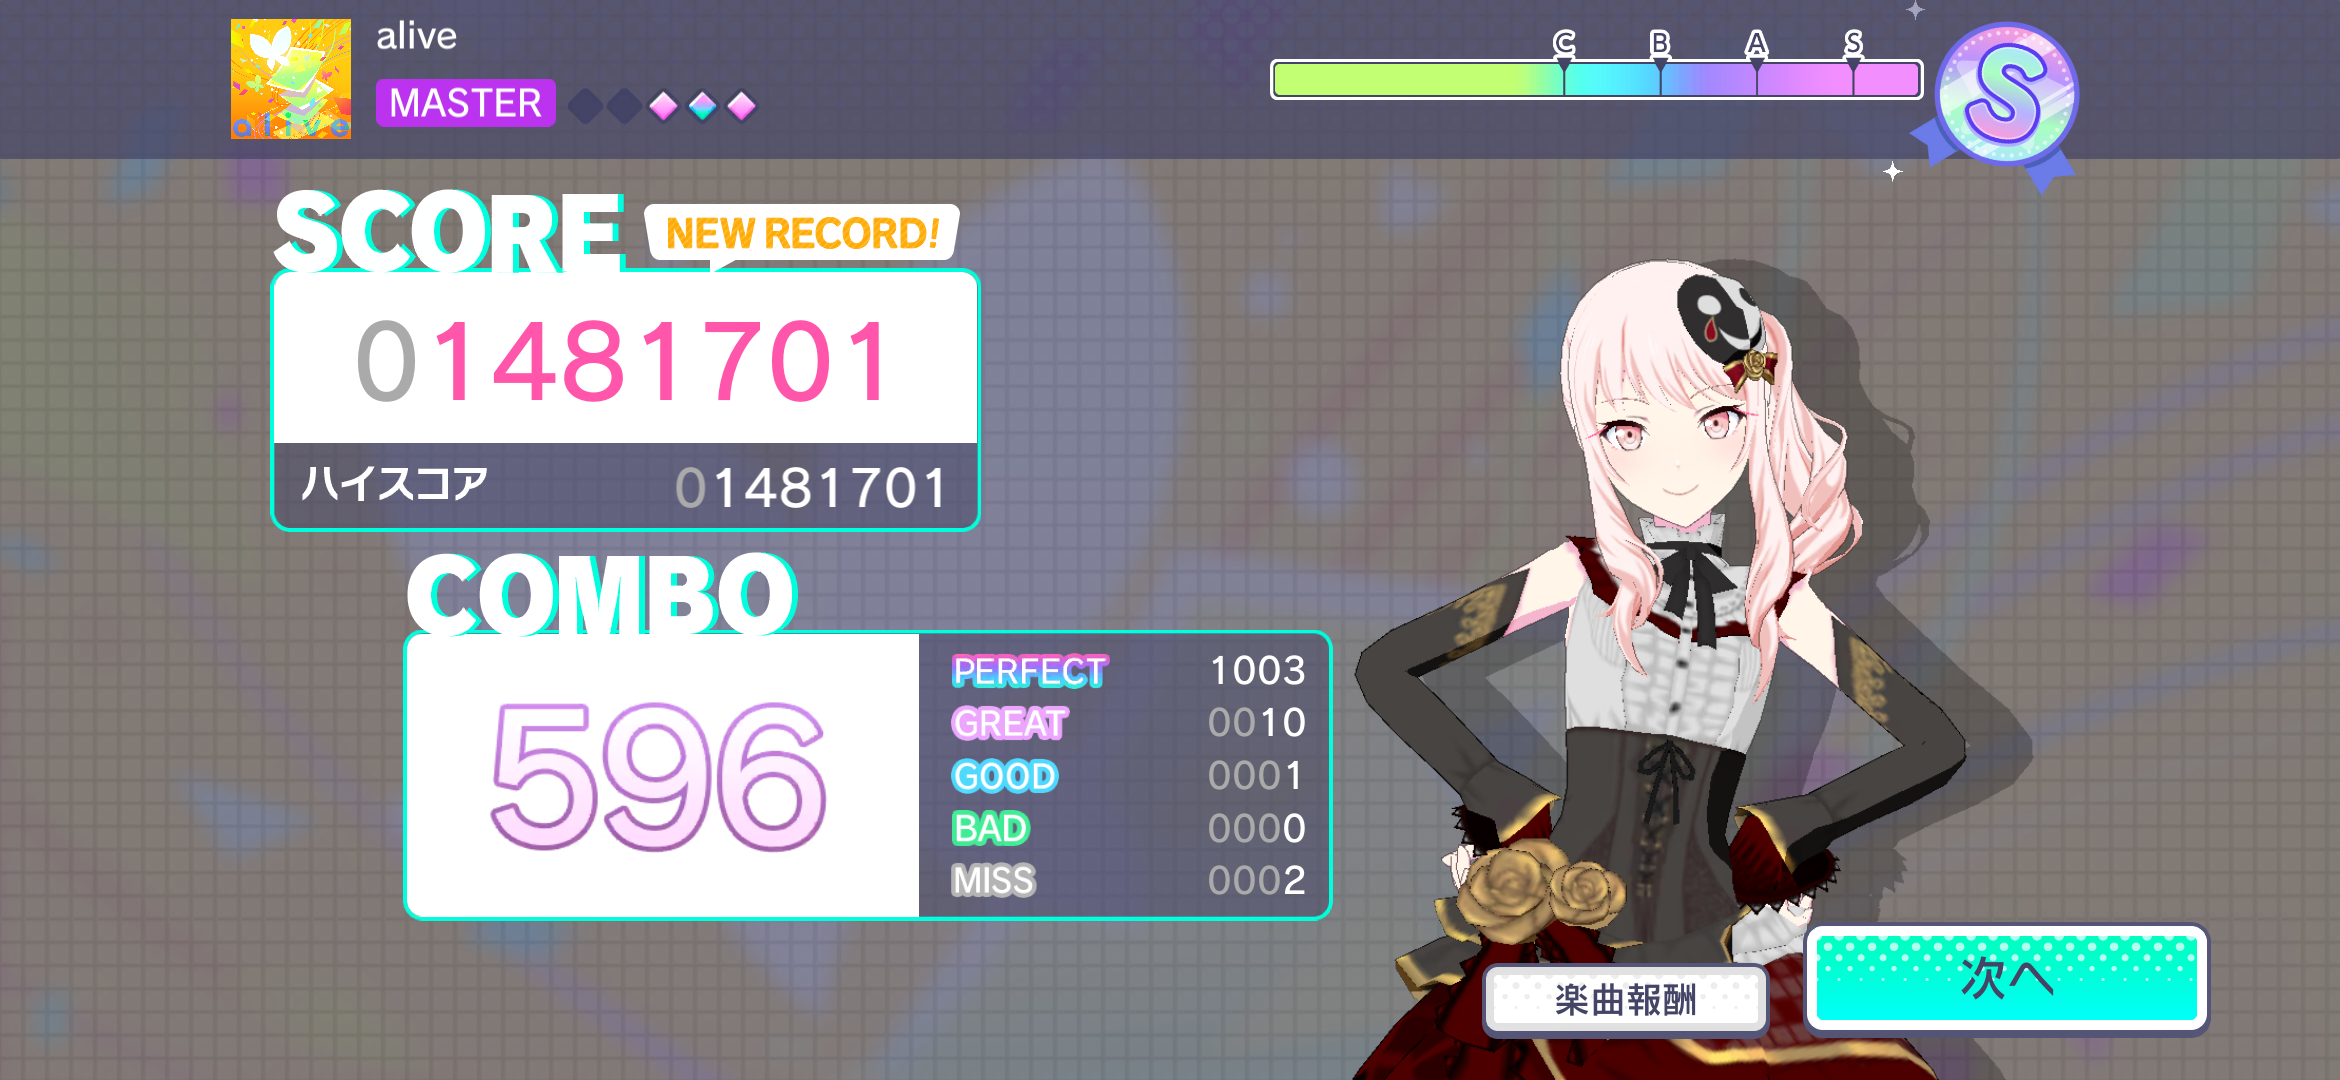 alive
alive
MASTER
C B A S
S
SCORE
NEW RECORD!
01481701
ハイスコア 01481701
COMBO
596
PERFECT 1003
GREAT 0010
GOOD 0001
BAD 0000
MISS 0002
楽曲報酬
次へ